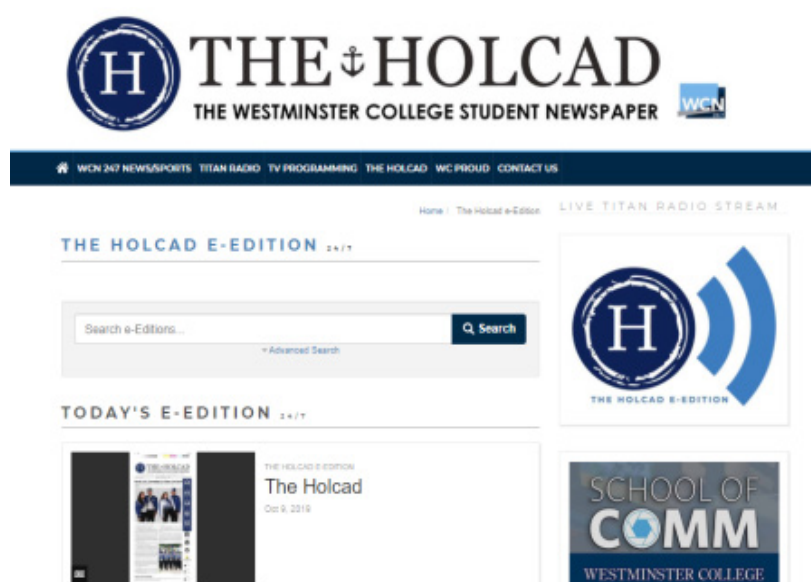 H
THE HOLCAD
THE WESTMINSTER COLLEGE STUDENT NEWSPAPER
WCN
WCN 247 NEWS/SPORTS TITAN RADIO TV PROGRAMMING THE HOLCAD WC PROUD CONTACT US
Home / The Holcad e-Edition
LIVE TITAN RADIO STREAM
THE HOLCAD E-EDITION 24/7
Search e-Editions...
Search
Advanced Search
H
THE HOLCAD E-EDITION
TODAY'S E-EDITION 24/7
THE HOLCAD E-EDITION
The Holcad
Oct 9, 2019
THE HOLCAD
SCHOOL OF
COMM
WESTMINSTER COLLEGE